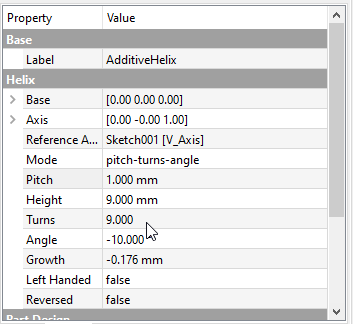 Property Value
Base
Label AdditiveHelix
Helix
Base [0.00 0.00 0.00]
Axis [0.00 -0.00 1.00]
Reference A... Sketch001 [V_Axis]
Mode pitch-turns-angle
Pitch 1.000 mm
Height 9.000 mm
Turns 9.000
Angle -10.000
Growth -0.176 mm
Left Handed false
Reversed false
Part Design